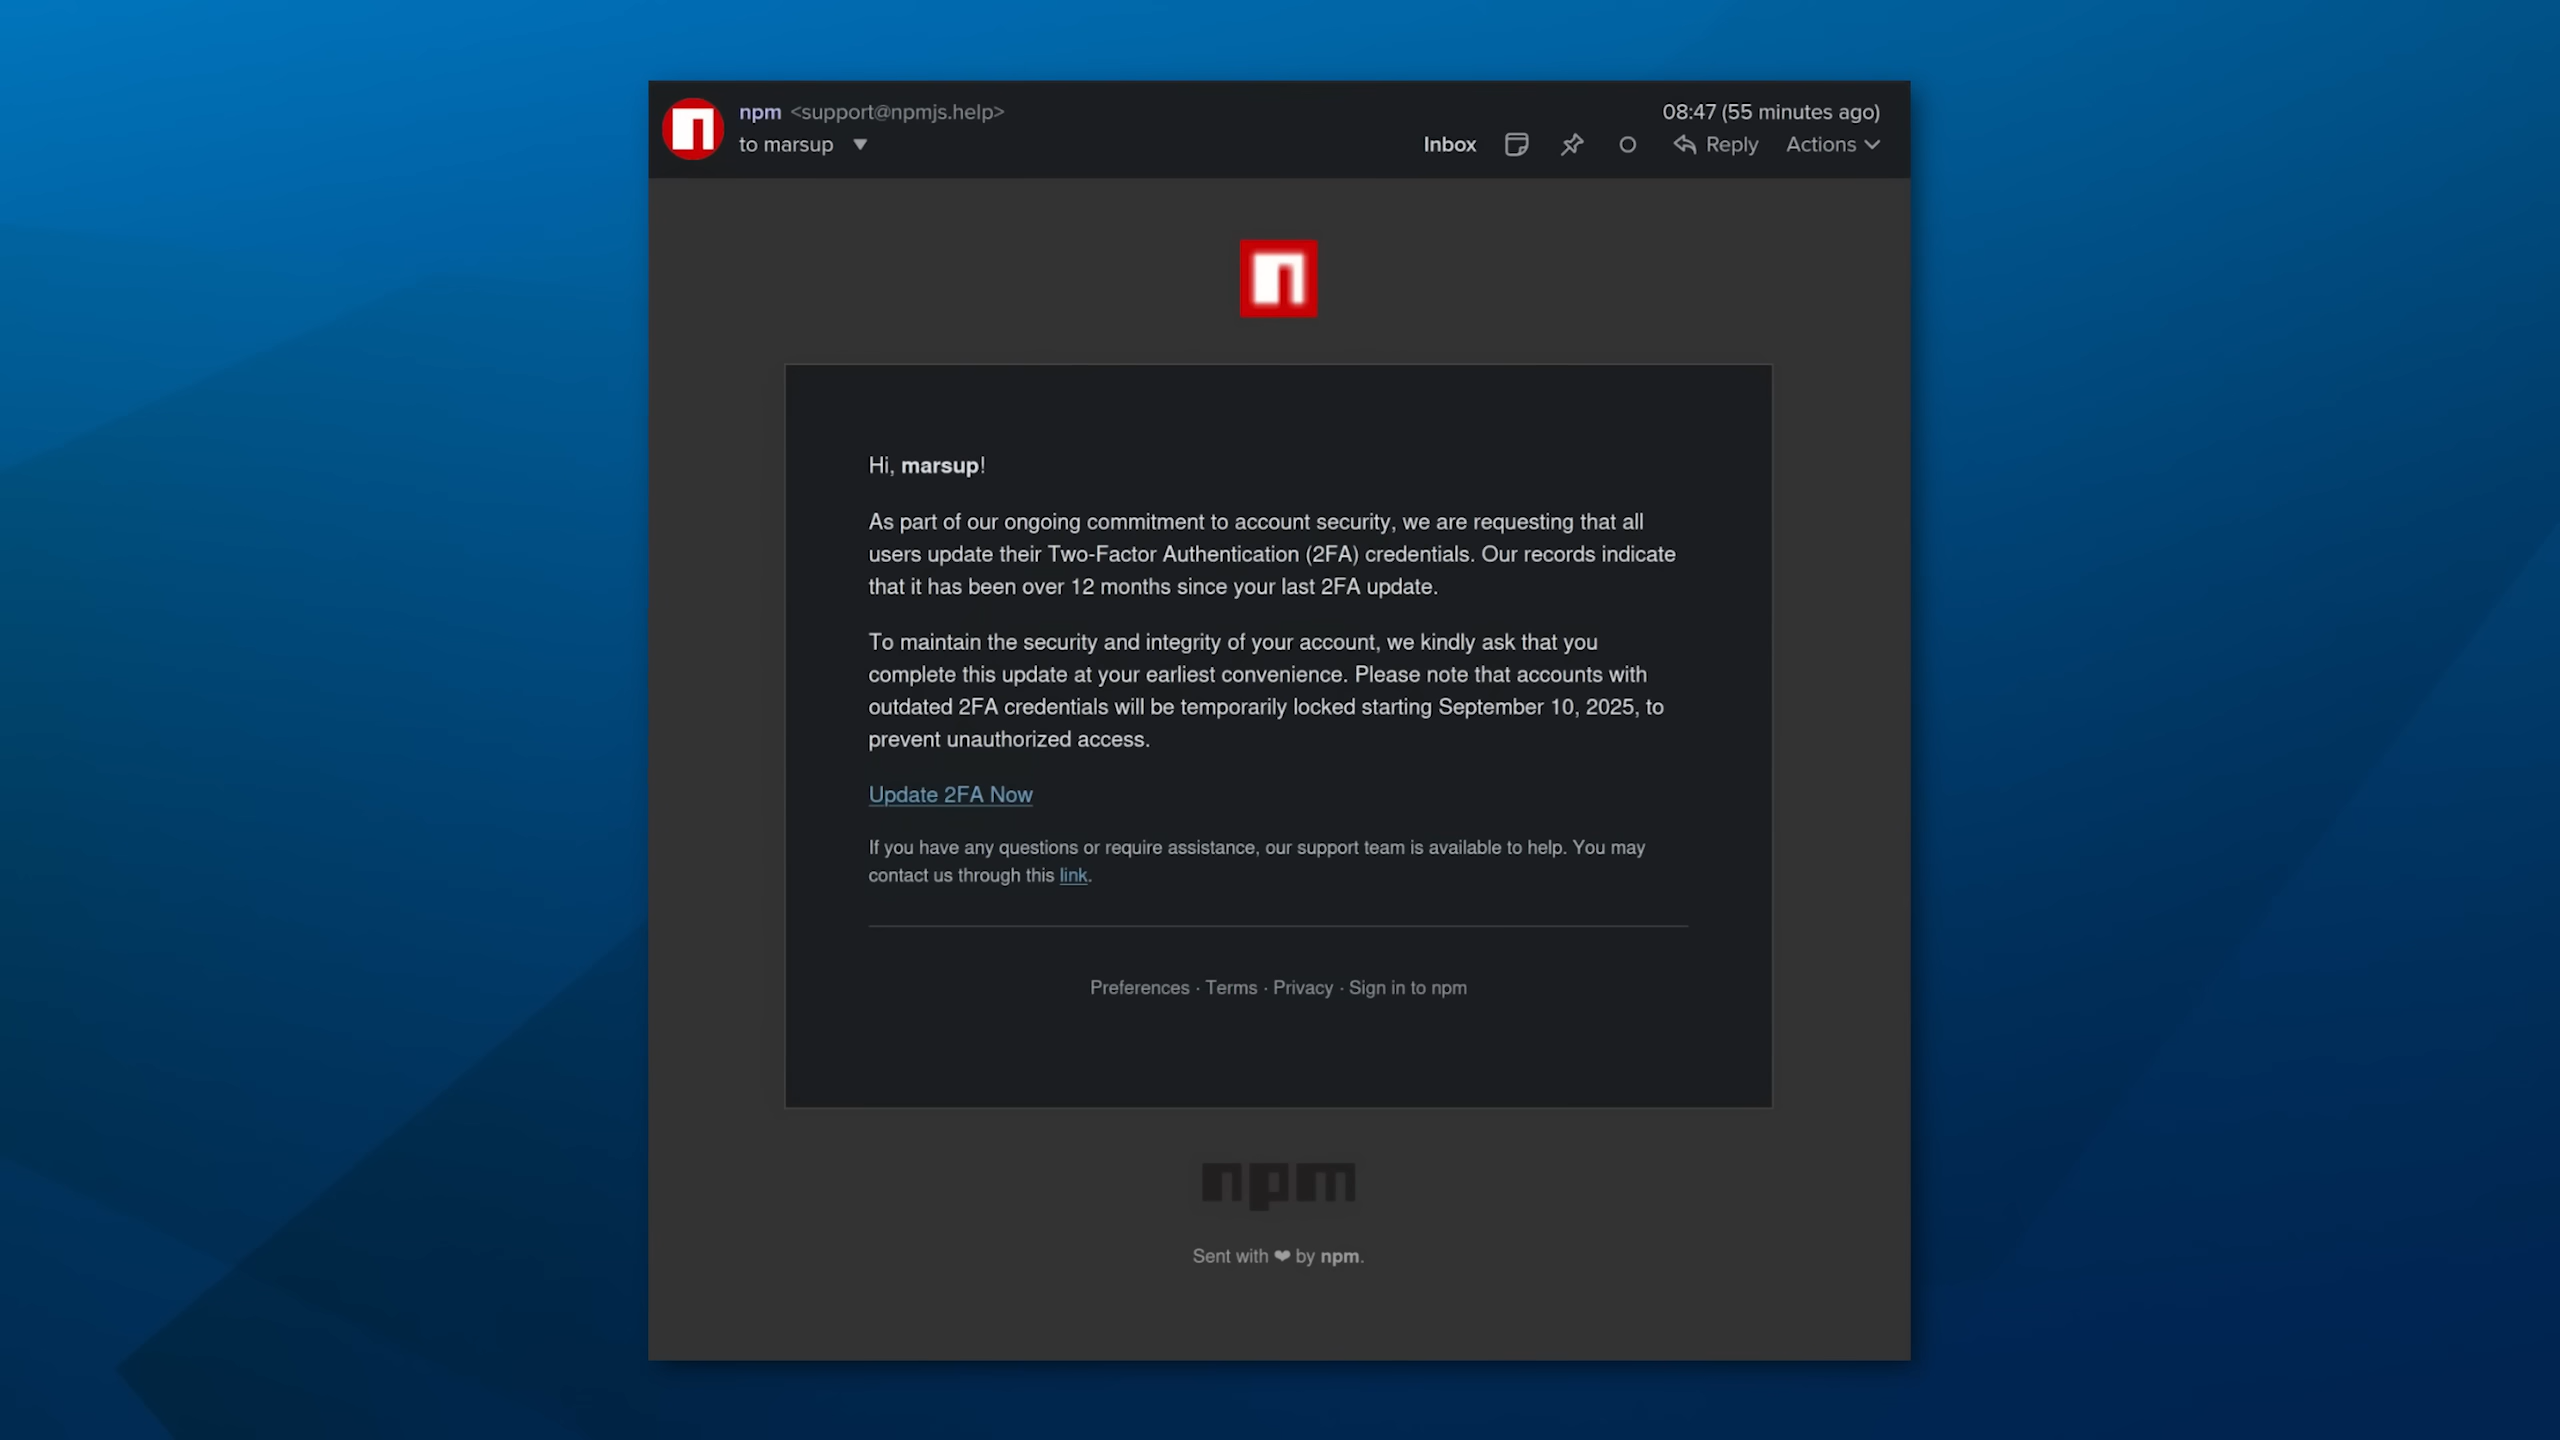 npm <support@npmjs.help>
08:47 (55 minutes ago)
to marsup
Inbox
Reply
Actions
Hi, marsup!
As part of our ongoing commitment to account security, we are requesting that all
users update their Two-Factor Authentication (2FA) credentials. Our records indicate
that it has been over 12 months since your last 2FA update.
To maintain the security and integrity of your account, we kindly ask that you
complete this update at your earliest convenience. Please note that accounts with
outdated 2FA credentials will be temporarily locked starting September 10, 2025, to
prevent unauthorized access.
Update 2FA Now
If you have any questions or require assistance, our support team is available to help. You may
contact us through this link.
Preferences · Terms · Privacy · Sign in to npm
npm
Sent with ❤ by npm.